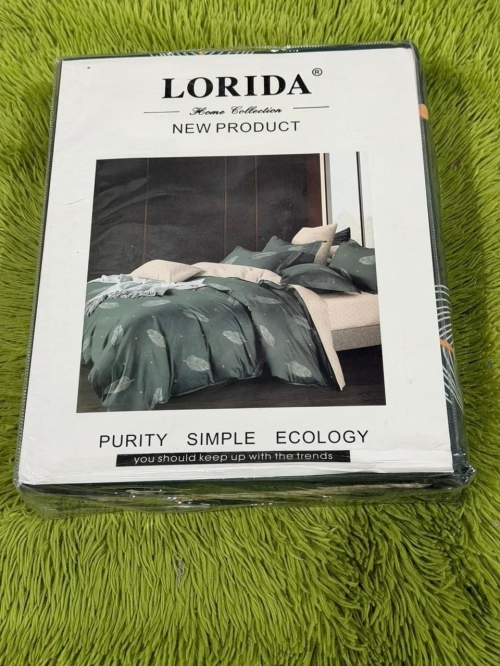 LORIDA®
Home Collection
NEW PRODUCT
PURITY SIMPLE ECOLOGY
you should keep up with the trends